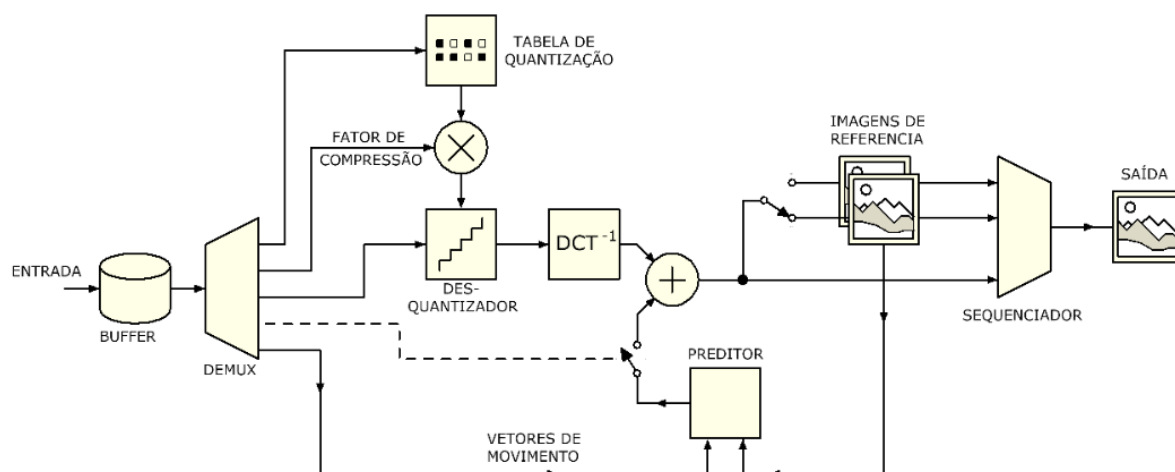 TABELA DE
QUANTIZAÇÃO
FATOR DE
COMPRESSÃO
IMAGENS DE
REFERENCIA
SAÍDA
ENTRADA
BUFFER
DEMUX
DES-
QUANTIZADOR
DCT -1
SEQUENCIADOR
PREDITOR
VETORES DE
MOVIMENTO